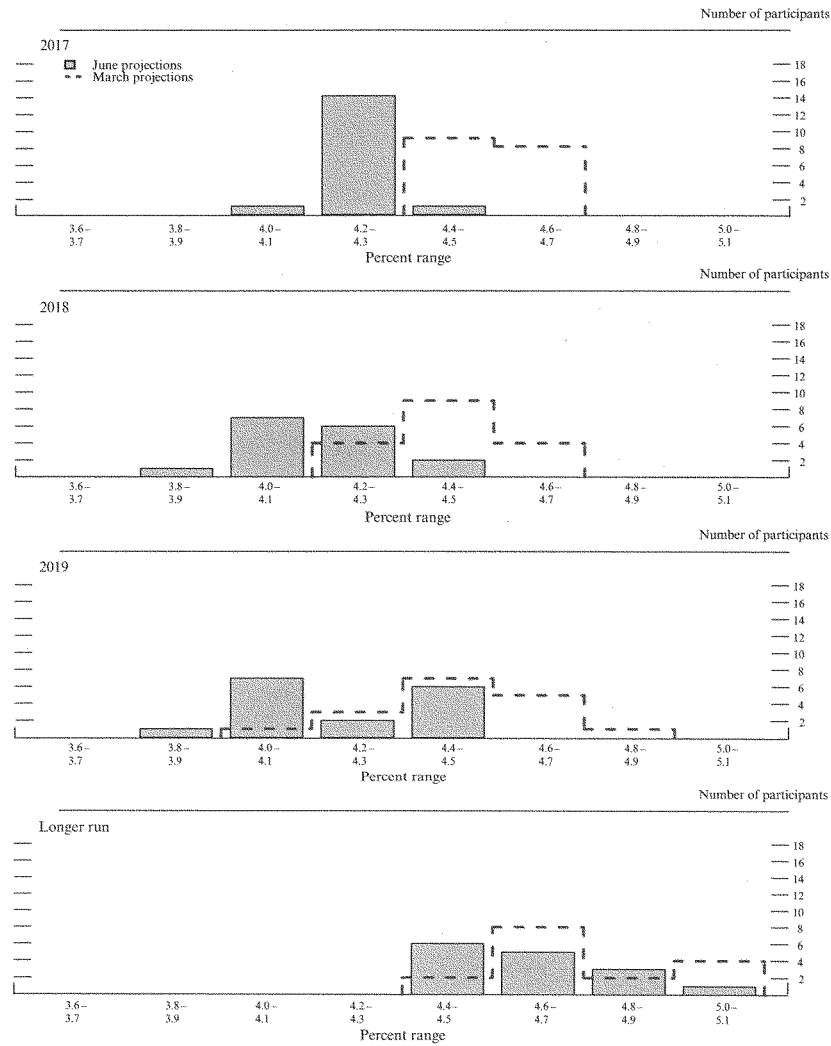 Number of participants
2017
June projections
March projections
18
16
14
12
10
8
6
4
2
3.6– 3.8– 4.0– 4.2– 4.4– 4.6– 4.8– 5.0–
3.7 3.9 4.1 4.3 4.5 4.7 4.9 5.1
Percent range
Number of participants
2018
18
16
14
12
10
8
6
4
2
3.6– 3.8– 4.0– 4.2– 4.4– 4.6– 4.8– 5.0–
3.7 3.9 4.1 4.3 4.5 4.7 4.9 5.1
Percent range
Number of participants
2019
18
16
14
12
10
8
6
4
2
3.6– 3.8– 4.0– 4.2– 4.4– 4.6– 4.8– 5.0–
3.7 3.9 4.1 4.3 4.5 4.7 4.9 5.1
Percent range
Number of participants
Longer run
18
16
14
12
10
8
6
4
2
3.6– 3.8– 4.0– 4.2– 4.4– 4.6– 4.8– 5.0–
3.7 3.9 4.1 4.3 4.5 4.7 4.9 5.1
Percent range